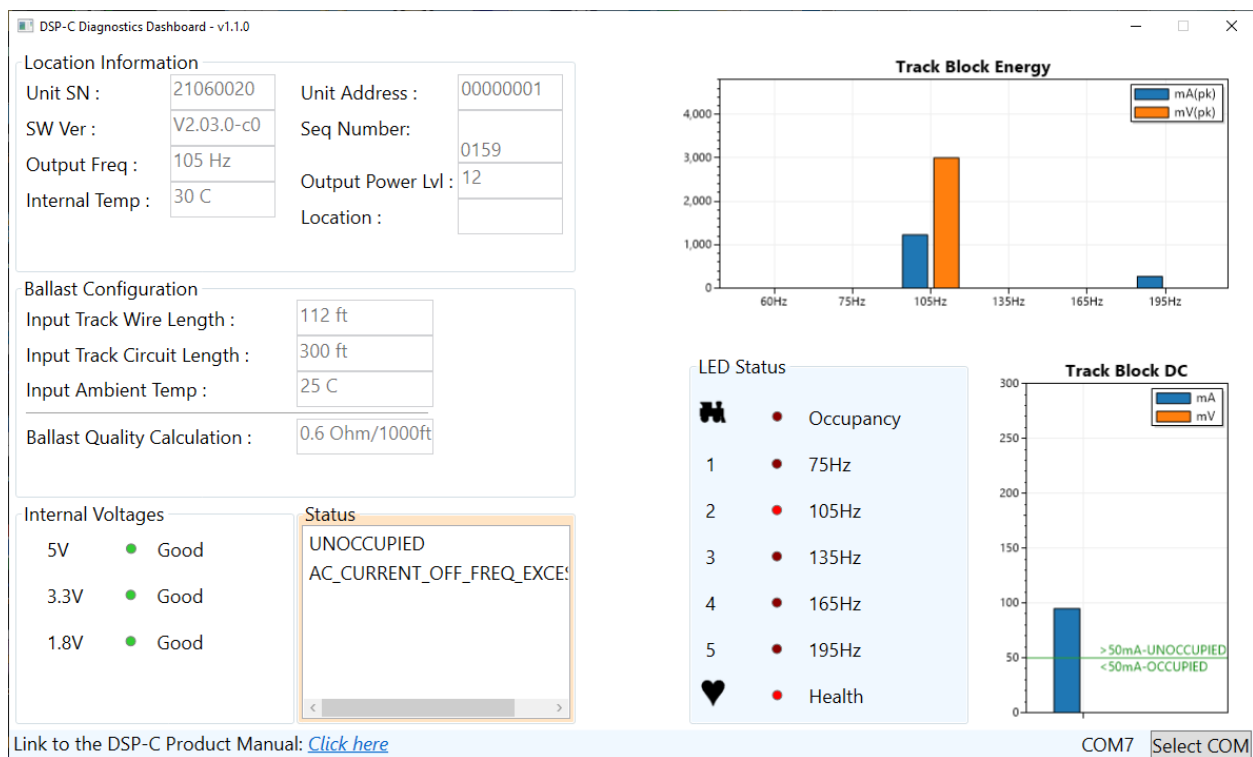 DSP-C Diagnostics Dashboard - v1.1.0
Location Information
Unit SN : 21060020
SW Ver : V2.03.0-c0
Output Freq : 105 Hz
Internal Temp : 30 C
Unit Address : 00000001
Seq Number: 0159
Output Power Lvl : 12
Location :
Ballast Configuration
Input Track Wire Length : 112 ft
Input Track Circuit Length : 300 ft
Input Ambient Temp : 25 C
Ballast Quality Calculation : 0.6 Ohm/1000ft
Internal Voltages
5V Good
3.3V Good
1.8V Good
Status
UNOCCUPIED
AC_CURRENT_OFF_FREQ_EXCES
Track Block Energy
mA(pk)
mV(pk)
4,000
3,000
2,000
1,000
0
60Hz 75Hz 105Hz 135Hz 165Hz 195Hz
LED Status
Occupancy
1 75Hz
2 105Hz
3 135Hz
4 165Hz
5 195Hz
Health
Track Block DC
mA
mV
300
250
200
150
100
50
0
>50mA-UNOCCUPIED
<50mA-OCCUPIED
Link to the DSP-C Product Manual: Click here
COM7 Select COM